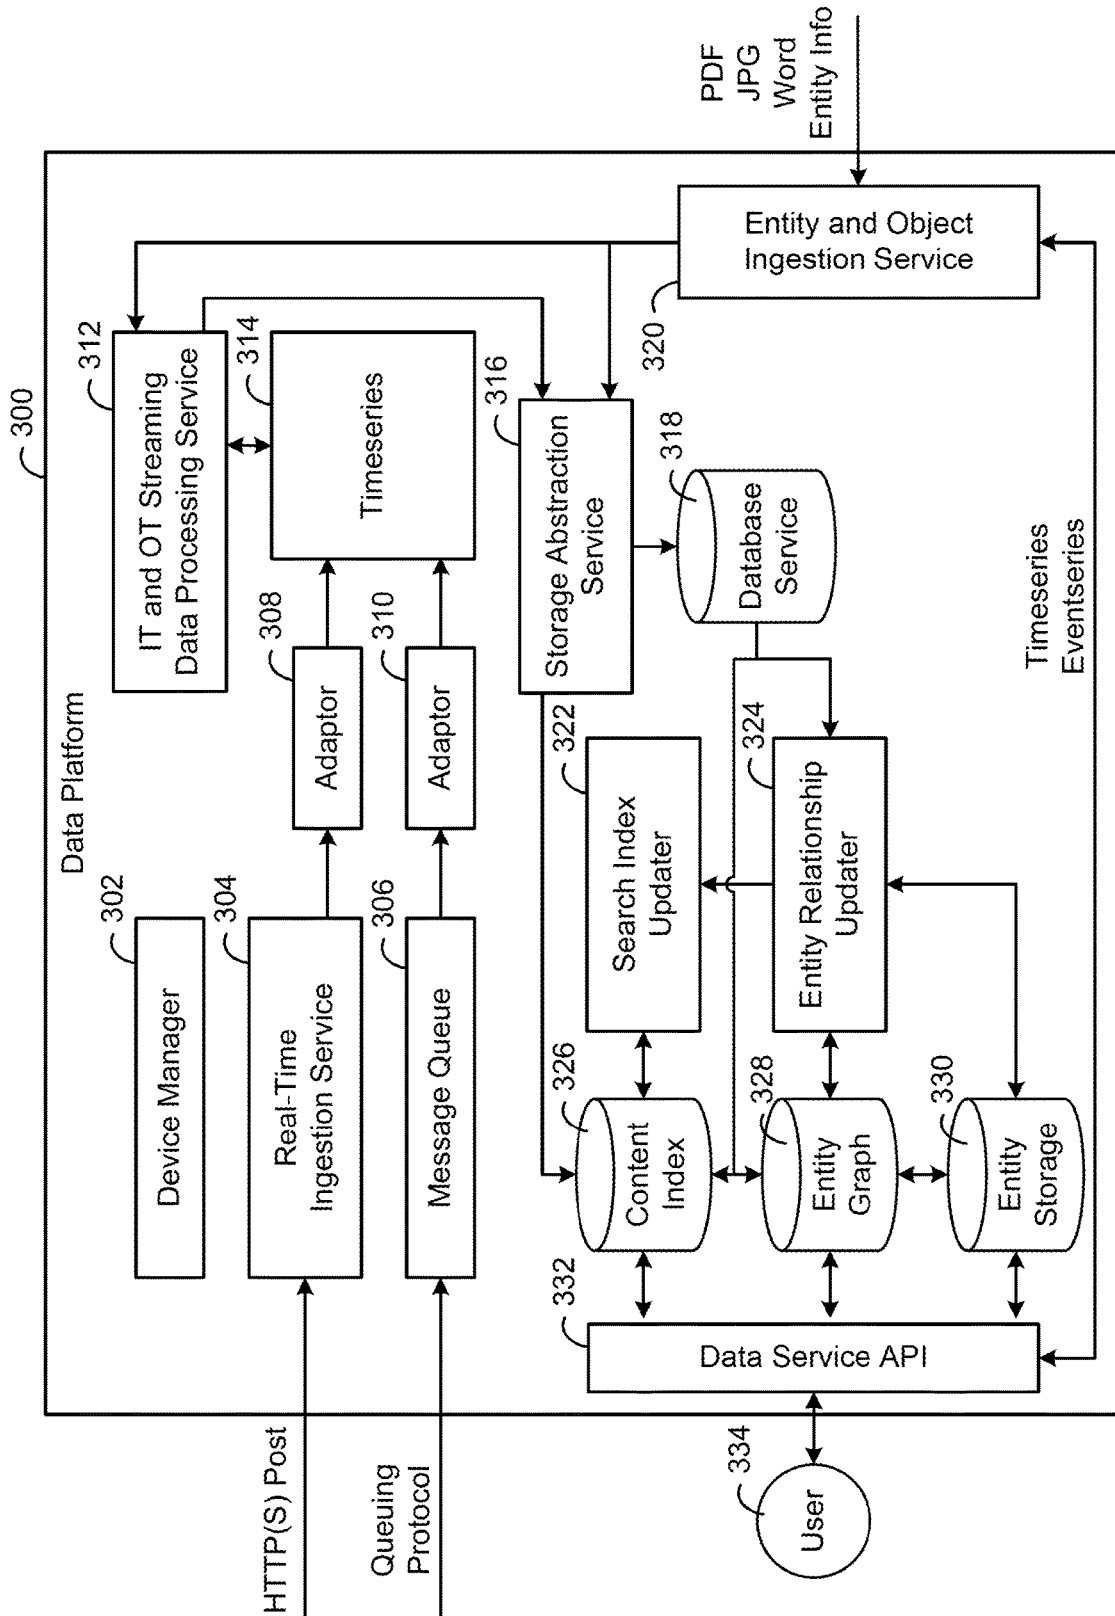 300
Data Platform
HTTP(S) Post
Queuing
Protocol
302
Device Manager
304
Real-Time
Ingestion Service
306
Message Queue
308
Adaptor
310
Adaptor
312
IT and OT Streaming
Data Processing Service
314
Timeseries
316
Storage Abstraction
Service
318
Database
Service
320
Entity and Object
Ingestion Service
PDF
JPG
Word
Entity Info
322
Search Index
Updater
324
Entity Relationship
Updater
326
Content
Index
328
Entity
Graph
330
Entity
Storage
332
Data Service API
334
User
Timeseries
Eventseries